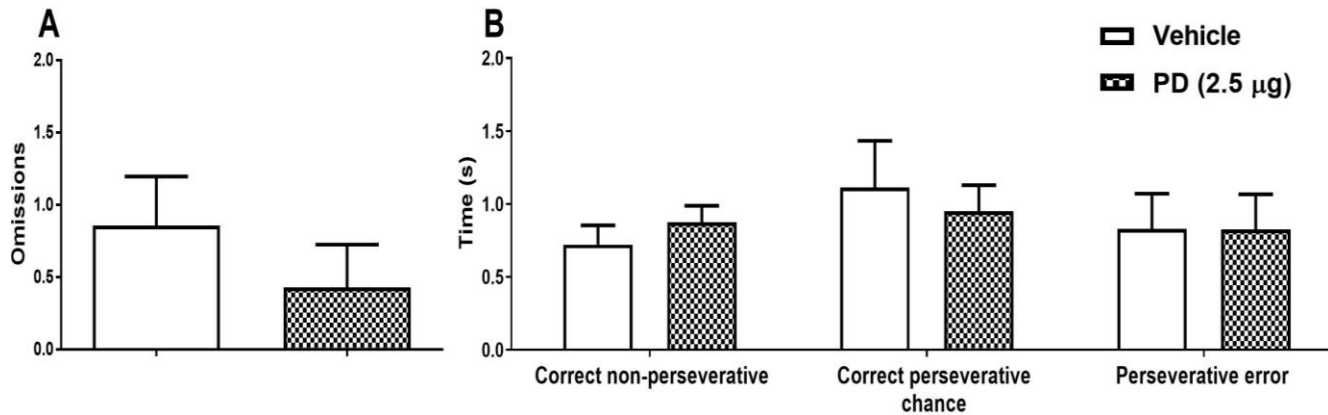 A
2.0
1.5
1.0
0.5
0.0
Omissions
B
2.0
1.5
1.0
0.5
0.0
Time (s)
Vehicle
PD (2.5 μg)
Correct non-perseverative
Correct perseverative
chance
Perseverative error